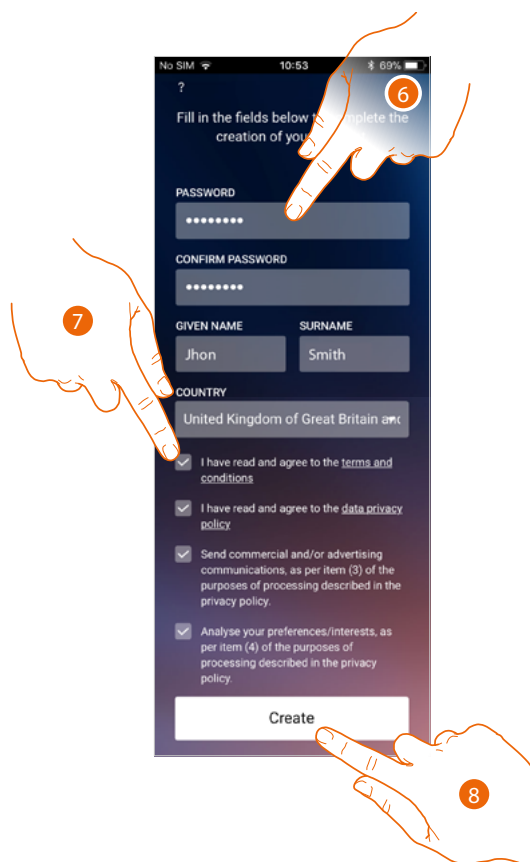 No SIM 10:53 69%
?
6
Fill in the fields below to complete the
creation of you
PASSWORD
••••••••
CONFIRM PASSWORD
••••••••
7
GIVEN NAME SURNAME
Jhon Smith
COUNTRY
United Kingdom of Great Britain and
I have read and agree to the terms and
conditions
I have read and agree to the data privacy
policy
Send commercial and/or advertising
communications, as per item (3) of the
purposes of processing described in the
privacy policy.
Analyse your preferences/interests, as
per item (4) of the purposes of
processing described in the privacy
policy.
Create
8